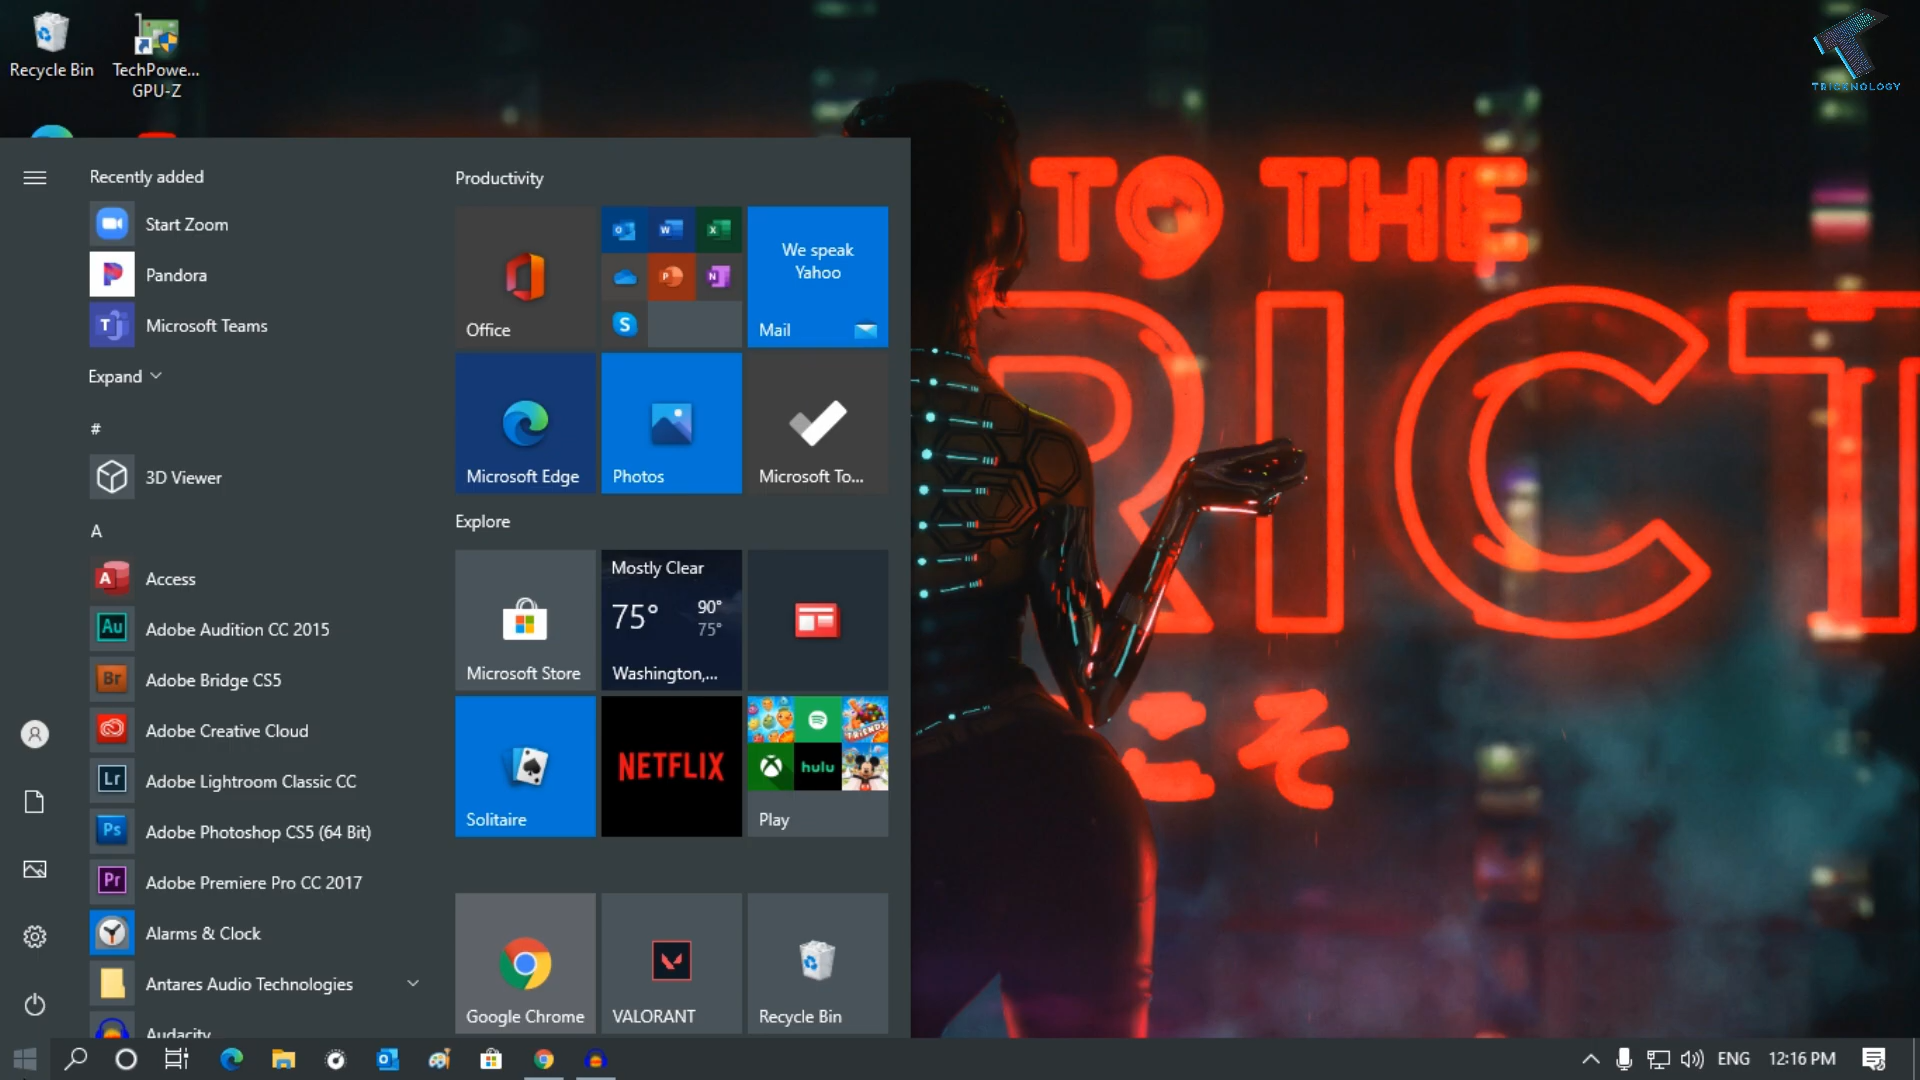 Recycle Bin
TechPowe...
GPU-Z
TRICKNOLOGY
Recently added
Start Zoom
Pandora
Microsoft Teams
Expand
#
3D Viewer
A
Access
Adobe Audition CC 2015
Adobe Bridge CS5
Adobe Creative Cloud
Adobe Lightroom Classic CC
Adobe Photoshop CS5 (64 Bit)
Adobe Premiere Pro CC 2017
Alarms & Clock
Antares Audio Technologies
Audacity
Productivity
Office
We speak
Yahoo
Mail
Microsoft Edge
Photos
Microsoft To...
Explore
Microsoft Store
Mostly Clear
75° 90°
75°
Washington,...
Solitaire
NETFLIX
hulu
Play
Google Chrome
VALORANT
Recycle Bin
TO THE
RICT
こそ
ENG
12:16 PM